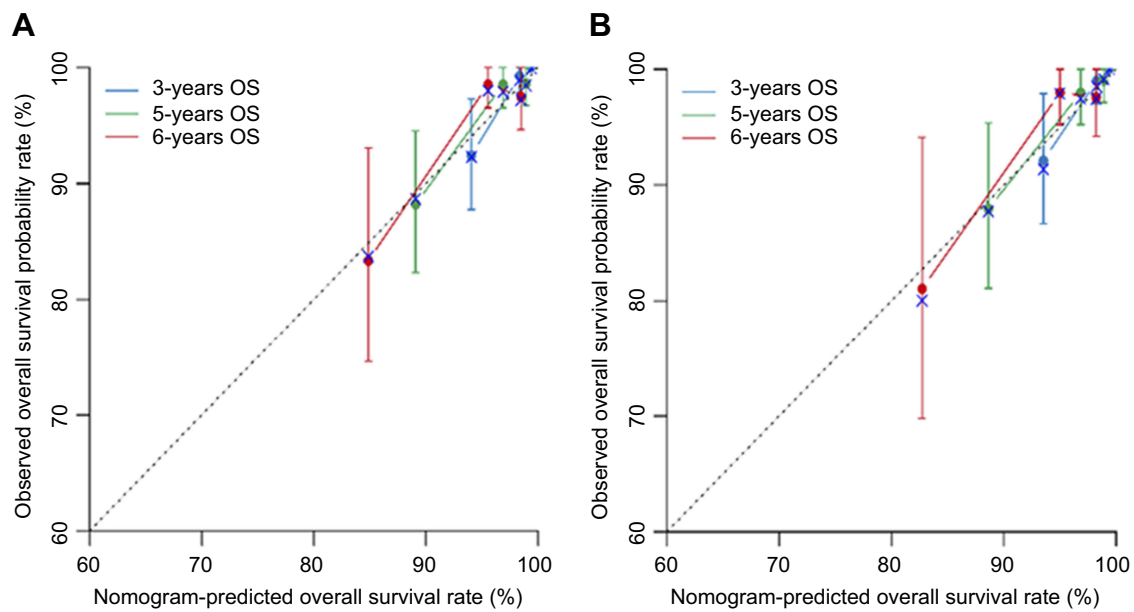 A
Observed overall survival probability rate (%)
100
90
80
70
60
3-years OS
5-years OS
6-years OS
60 70 80 90 100
Nomogram-predicted overall survival rate (%)
B
Observed overall survival probability rate (%)
100
90
80
70
60
3-years OS
5-years OS
6-years OS
60 70 80 90 100
Nomogram-predicted overall survival rate (%)